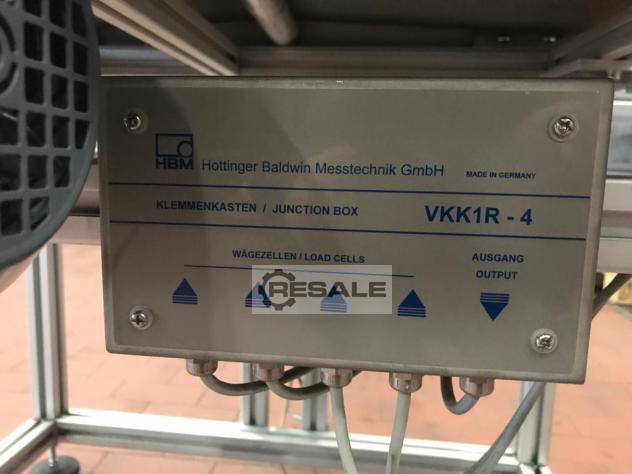 HBM Hottinger Baldwin Messtechnik GmbH MADE IN GERMANY
KLEMMENKASTEN / JUNCTION BOX VKK1R - 4
WÄGEZELLEN / LOAD CELLS
AUSGANG
OUTPUT
RESALE